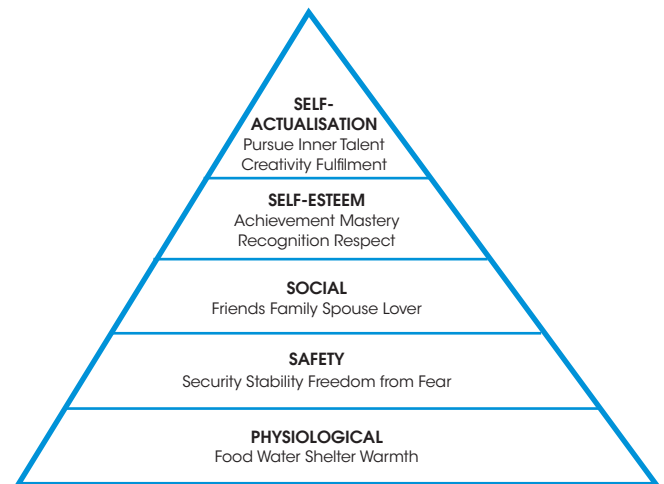 SELF-
ACTUALISATION
Pursue Inner Talent
Creativity Fulfilment
SELF-ESTEEM
Achievement Mastery
Recognition Respect
SOCIAL
Friends Family Spouse Lover
SAFETY
Security Stability Freedom from Fear
PHYSIOLOGICAL
Food Water Shelter Warmth